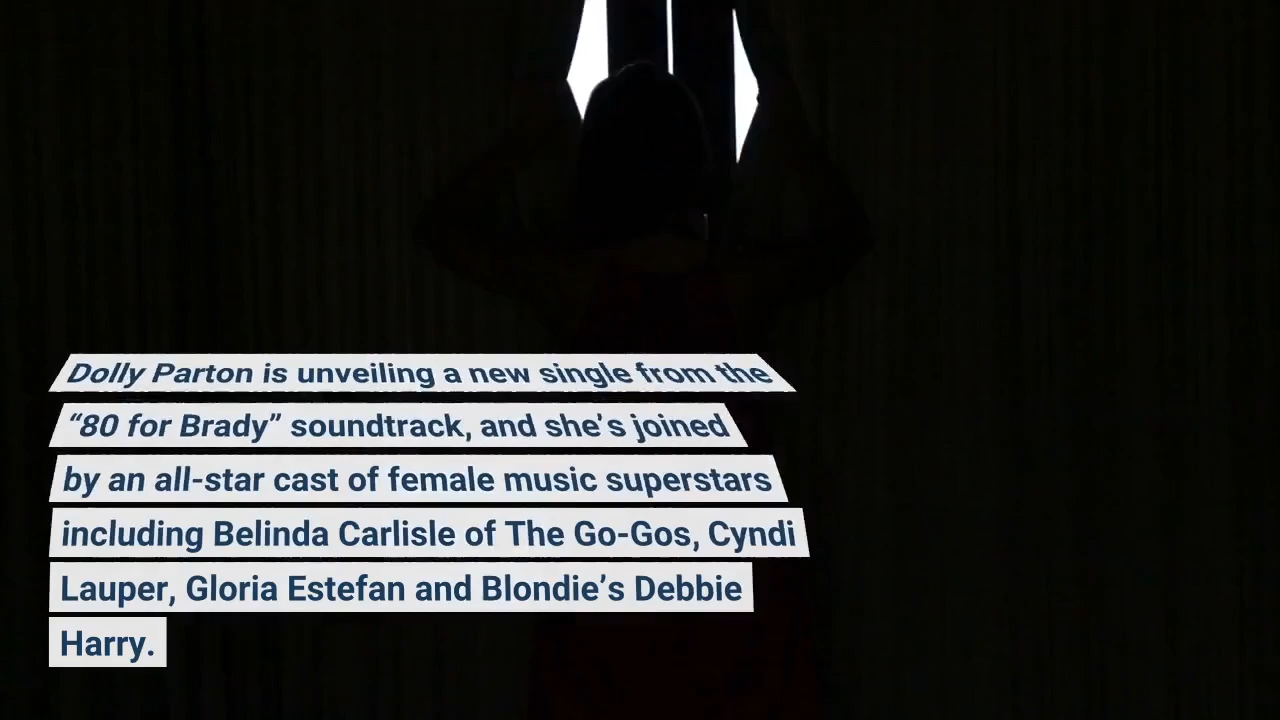 Dolly Parton is unveiling a new single from the
“80 for Brady” soundtrack, and she’s joined
by an all-star cast of female music superstars
including Belinda Carlisle of The Go-Gos, Cyndi
Lauper, Gloria Estefan and Blondie’s Debbie
Harry.